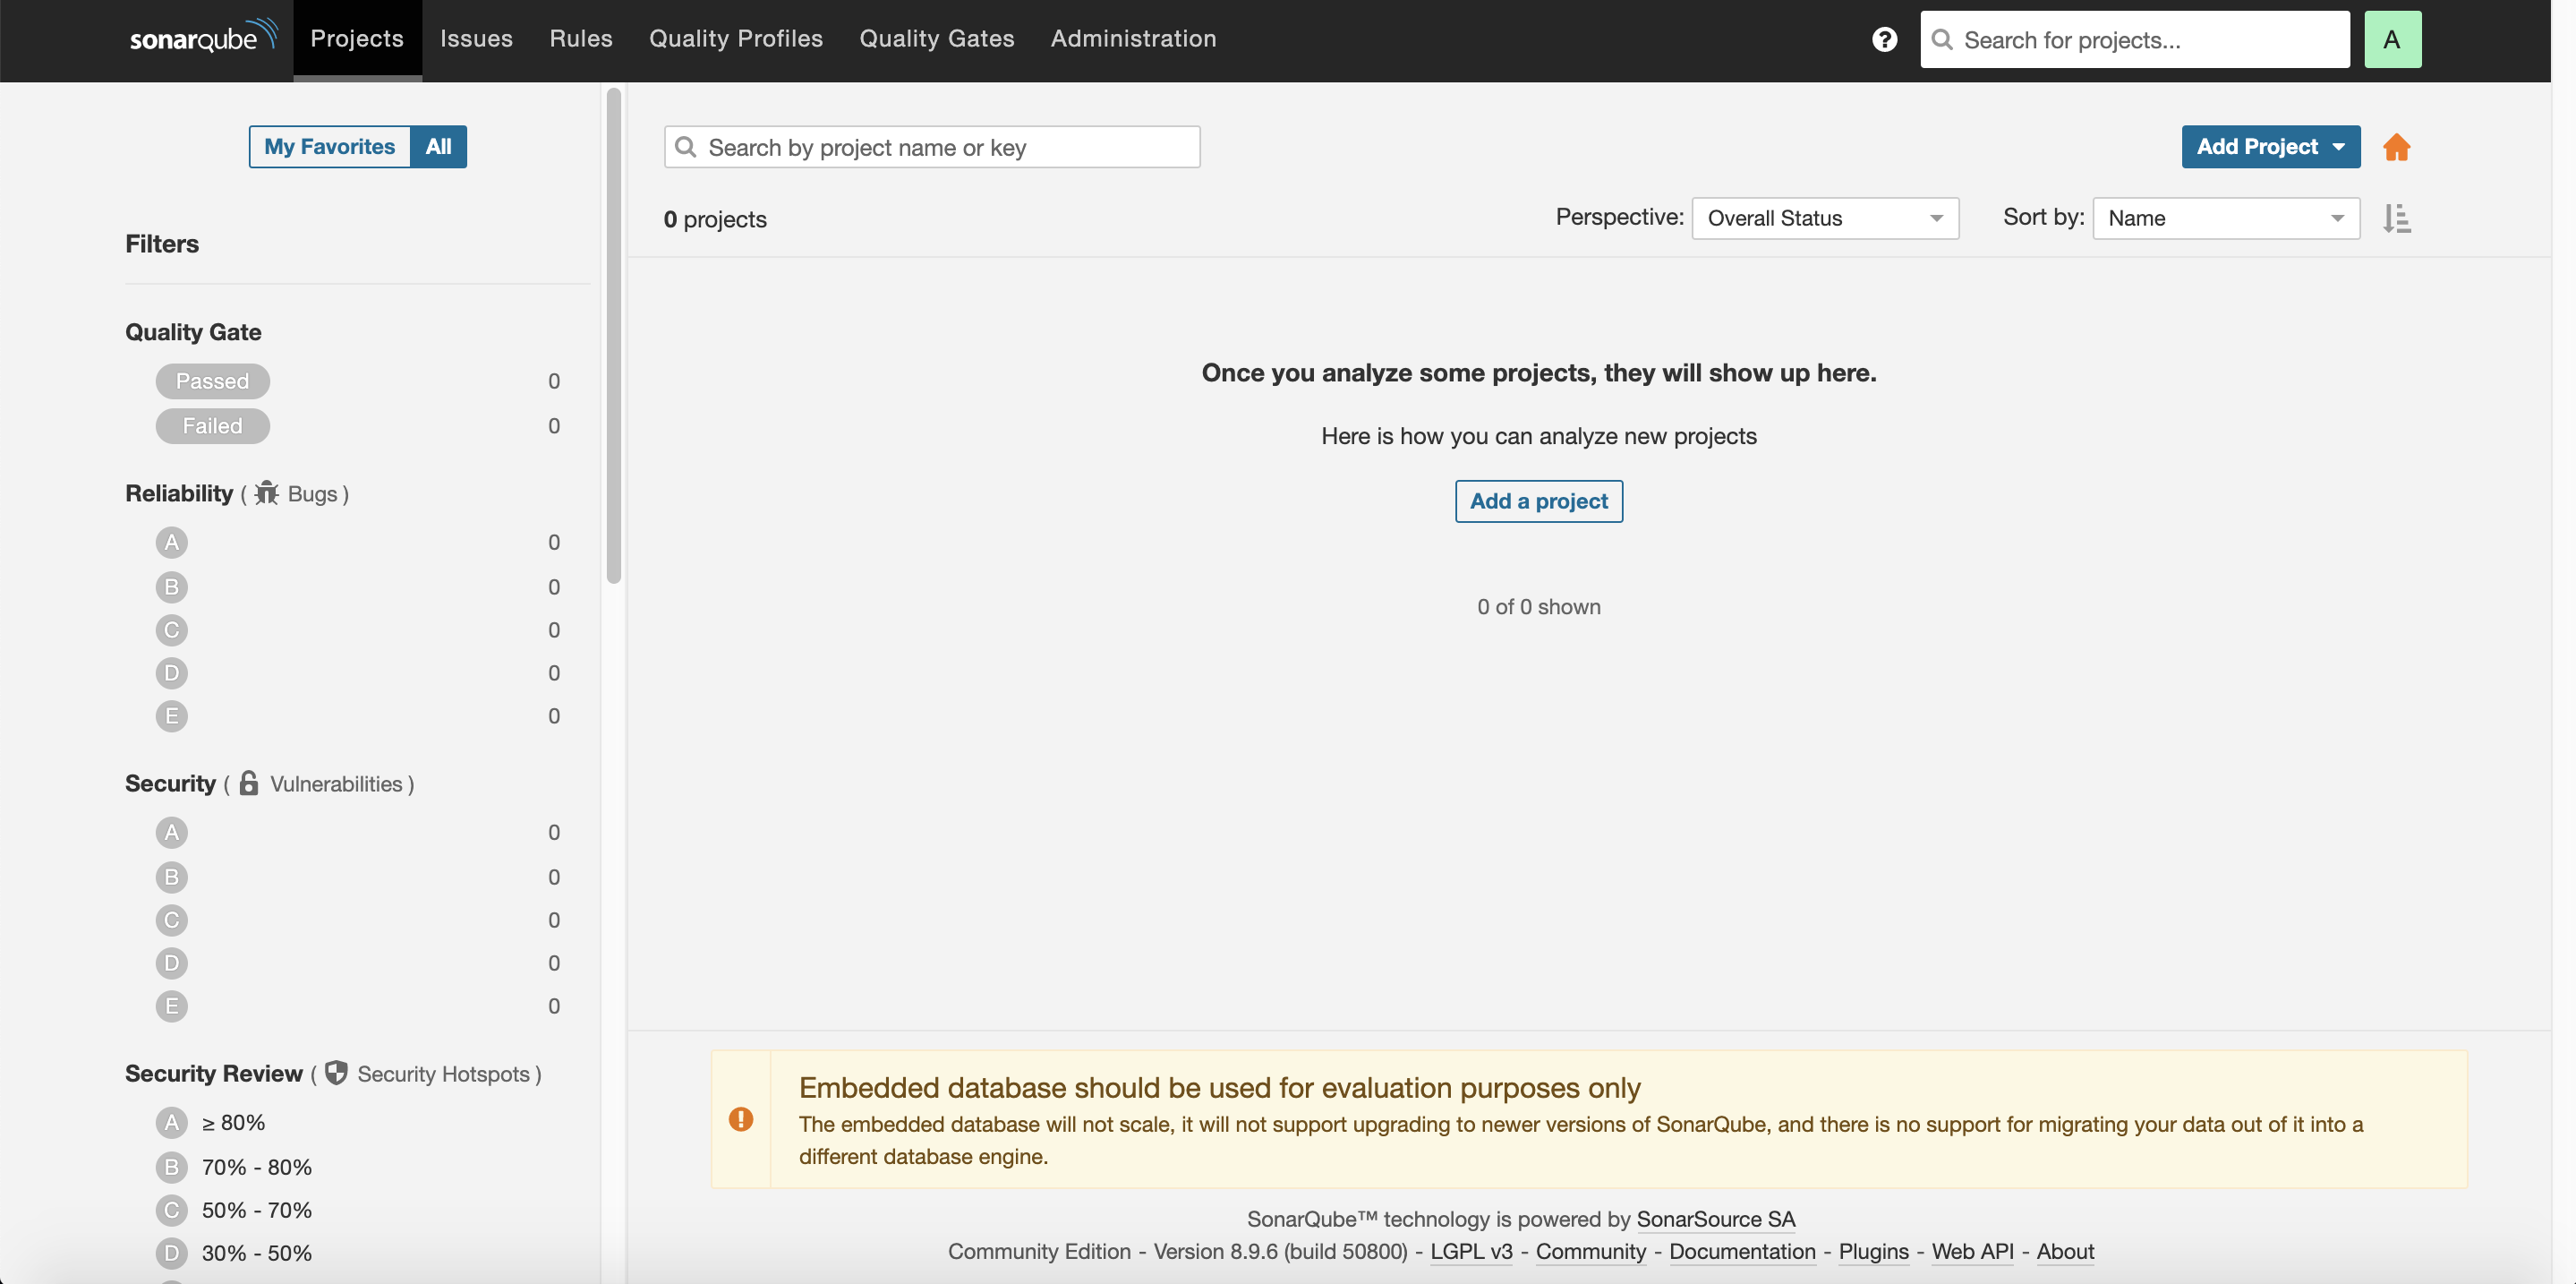 sonarqube Projects Issues Rules Quality Profiles Quality Gates Administration Search for projects... A
My Favorites All
Filters
Quality Gate
Passed 0
Failed 0
Reliability ( Bugs )
A 0
B 0
C 0
D 0
E 0
Security ( Vulnerabilities )
A 0
B 0
C 0
D 0
E 0
Security Review ( Security Hotspots )
A ≥ 80%
B 70% - 80%
C 50% - 70%
D 30% - 50%
Search by project name or key Add Project
0 projects Perspective: Overall Status Sort by: Name
Once you analyze some projects, they will show up here.
Here is how you can analyze new projects
Add a project
0 of 0 shown
Embedded database should be used for evaluation purposes only
The embedded database will not scale, it will not support upgrading to newer versions of SonarQube, and there is no support for migrating your data out of it into a
different database engine.
SonarQube™ technology is powered by SonarSource SA
Community Edition - Version 8.9.6 (build 50800) - LGPL v3 - Community - Documentation - Plugins - Web API - About